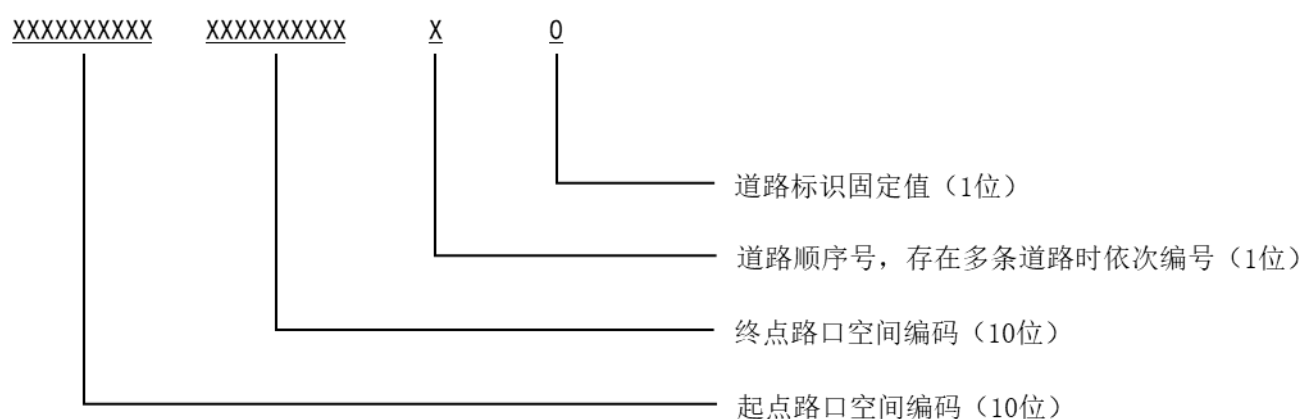 XXXXXXXXXX XXXXXXXXXX X 0
道路标识固定值（1位）
道路顺序号，存在多条道路时依次编号（1位）
终点路口空间编码（10位）
起点路口空间编码（10位）